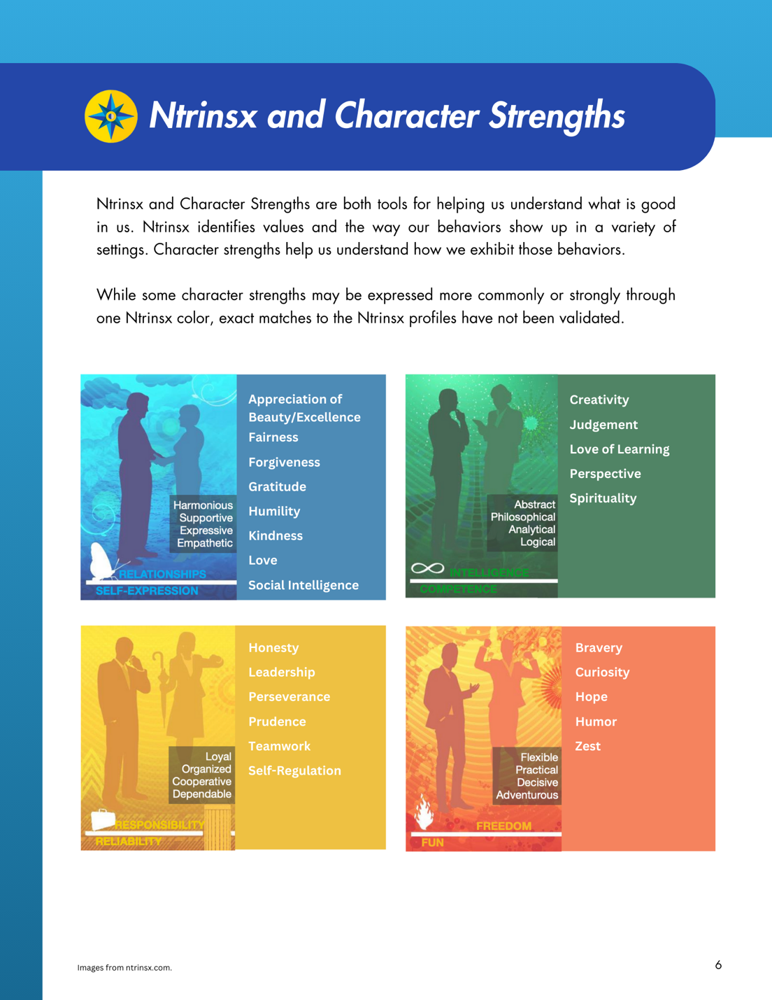 Ntrinsx and Character Strengths
Ntrinsx and Character Strengths are both tools for helping us understand what is good
in us. Ntrinsx identifies values and the way our behaviors show up in a variety of
settings. Character strengths help us understand how we exhibit those behaviors.
While some character strengths may be expressed more commonly or strongly through
one Ntrinsx color, exact matches to the Ntrinsx profiles have not been validated.
Harmonious
Supportive
Expressive
Empathetic
RELATIONSHIPS
SELF-EXPRESSION
Appreciation of
Beauty/Excellence
Fairness
Forgiveness
Gratitude
Humility
Kindness
Love
Social Intelligence
Abstract
Philosophical
Analytical
Logical
INTELLIGENCE
COMPETENCE
Creativity
Judgement
Love of Learning
Perspective
Spirituality
Loyal
Organized
Cooperative
Dependable
RESPONSIBILITY
RELIABILITY
Honesty
Leadership
Perseverance
Prudence
Teamwork
Self-Regulation
Flexible
Practical
Decisive
Adventurous
FREEDOM
FUN
Bravery
Curiosity
Hope
Humor
Zest
Images from ntrinsx.com.
6